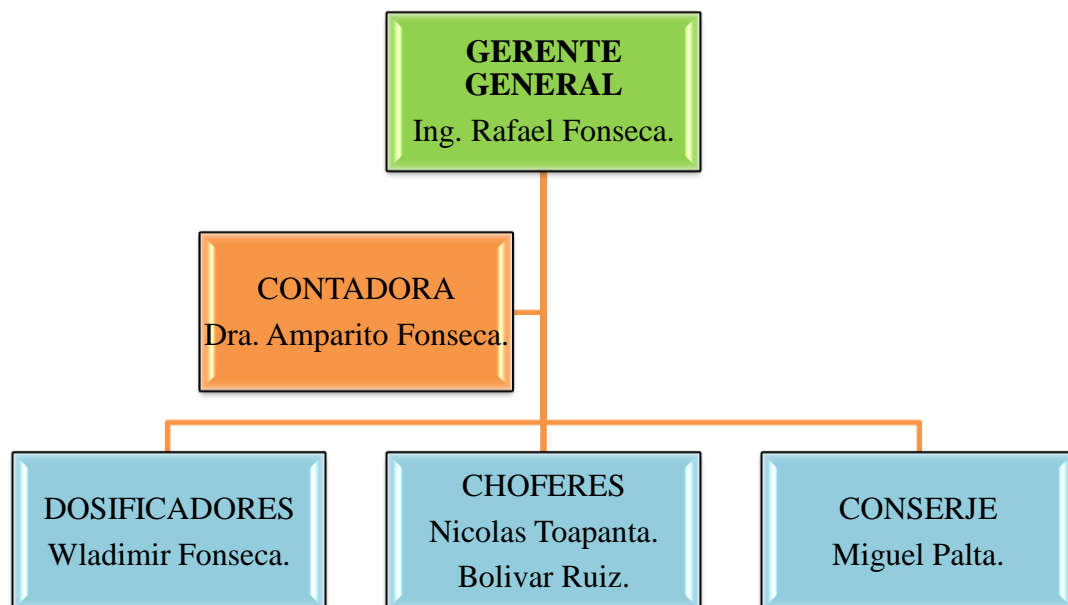 GERENTE
GENERAL
Ing. Rafael Fonseca.
CONTADORA
Dra. Amparito Fonseca.
DOSIFICADORES
Wladimir Fonseca.
CHOFERES
Nicolas Toapanta.
Bolivar Ruiz.
CONSERJE
Miguel Palta.